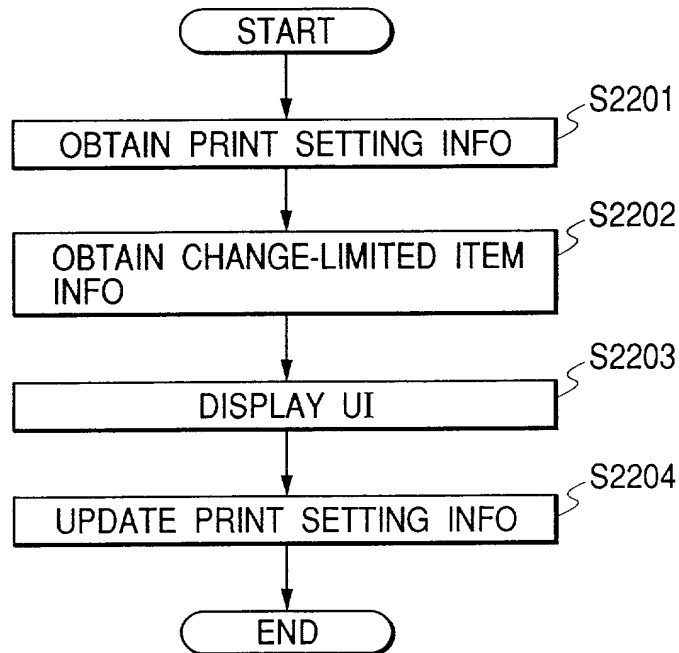 START
S2201
OBTAIN PRINT SETTING INFO
S2202
OBTAIN CHANGE-LIMITED ITEM
INFO
S2203
DISPLAY UI
S2204
UPDATE PRINT SETTING INFO
END